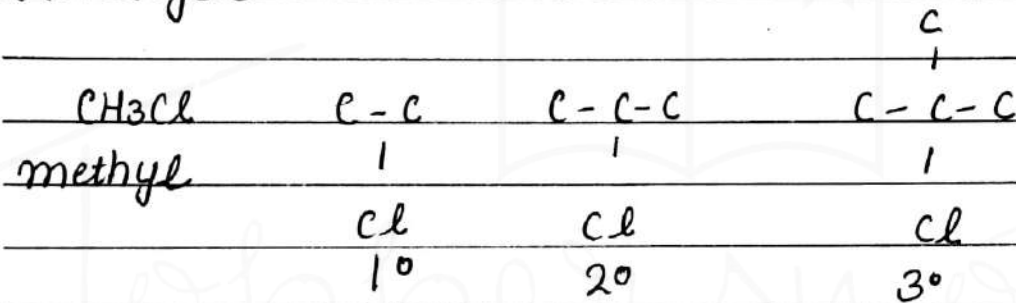 C
|
CH3Cl C-C C-C-C C-C-C
methyl | | |
Cl Cl Cl
1° 2° 3°